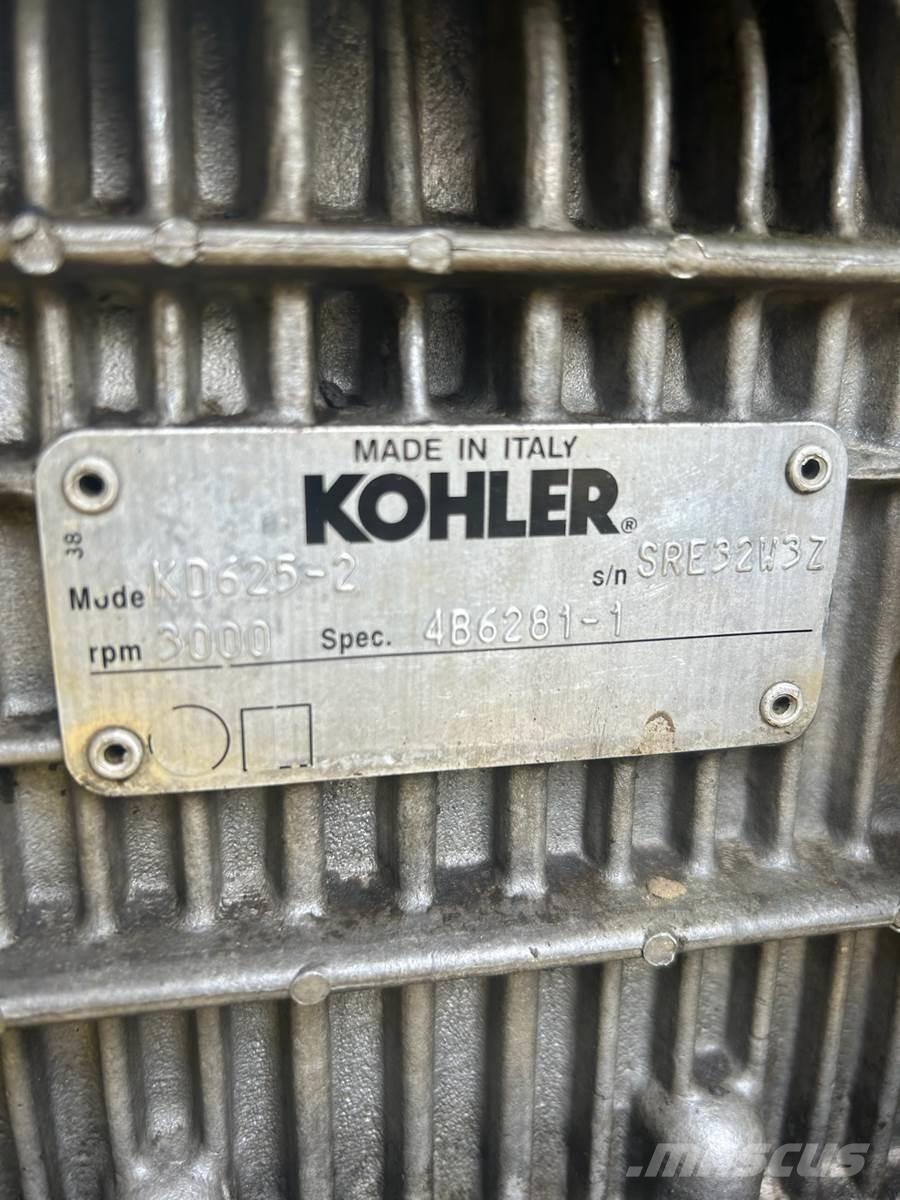 MADE IN ITALY
KOHLER®
38
Mode KD625-2 s/n SRE32W3Z
rpm 3000 Spec. 4B6281-1
mascus